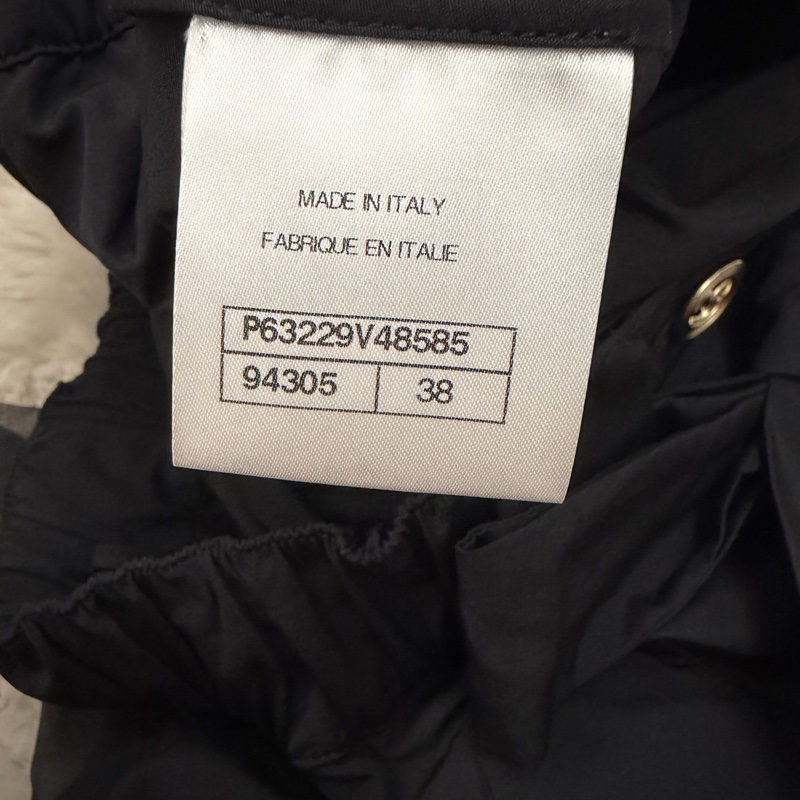 MADE IN ITALY
FABRIQUE EN ITALIE
P63229V48585
94305 38